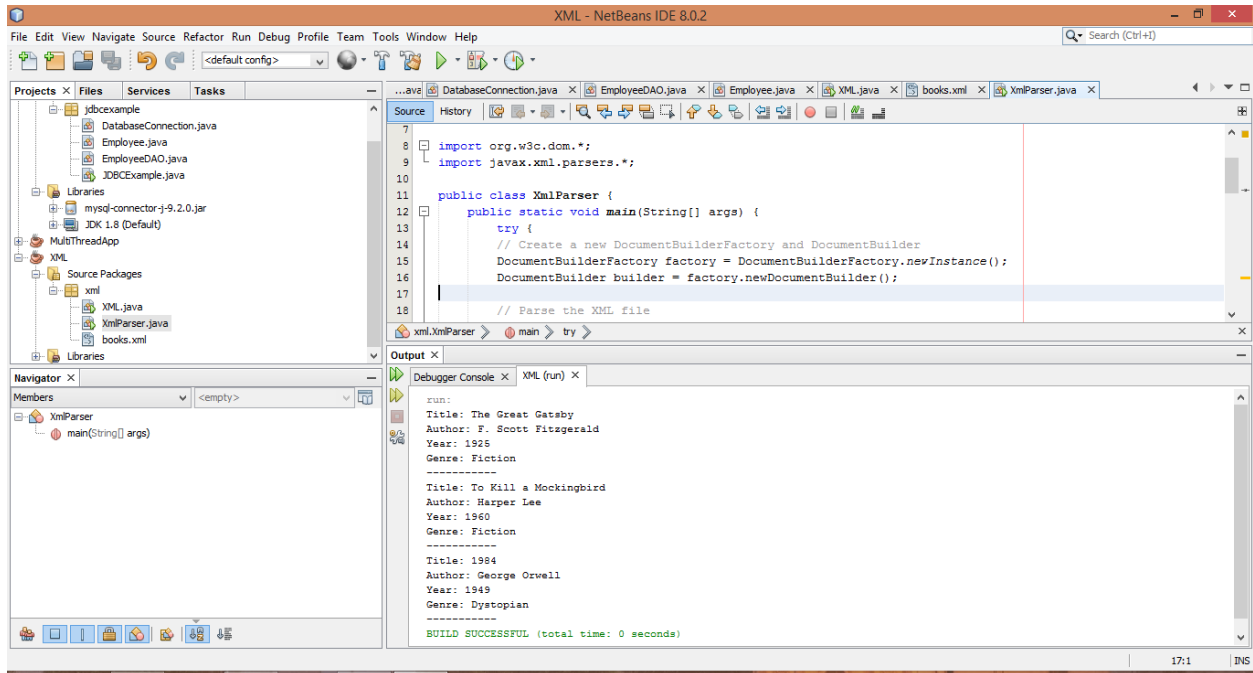 XML - NetBeans IDE 8.0.2
File Edit View Navigate Source Refactor Run Debug Profile Team Tools Window Help
Search (Ctrl+I)
<default config>
Projects Files Services Tasks
jdbcexample
DatabaseConnection.java
Employee.java
EmployeeDAO.java
JDBCExample.java
Libraries
mysql-connector-j-9.2.0.jar
JDK 1.8 (Default)
MultiThreadApp
XML
Source Packages
xml
XML.java
XmlParser.java
books.xml
Libraries
Navigator
Members <empty>
XmlParser
main(String[] args)
...ava DatabaseConnection.java EmployeeDAO.java Employee.java XML.java books.xml XmlParser.java
Source History
7
8 import org.w3c.dom.*;
9 import javax.xml.parsers.*;
10
11 public class XmlParser {
12 public static void main(String[] args) {
13 try {
14 // Create a new DocumentBuilderFactory and DocumentBuilder
15 DocumentBuilderFactory factory = DocumentBuilderFactory.newInstance();
16 DocumentBuilder builder = factory.newDocumentBuilder();
17
18 // Parse the XML file
xml.XmlParser main try
Output
Debugger Console XML (run)
run:
Title: The Great Gatsby
Author: F. Scott Fitzgerald
Year: 1925
Genre: Fiction
-----------
Title: To Kill a Mockingbird
Author: Harper Lee
Year: 1960
Genre: Fiction
-----------
Title: 1984
Author: George Orwell
Year: 1949
Genre: Dystopian
-----------
BUILD SUCCESSFUL (total time: 0 seconds)
17:1 INS